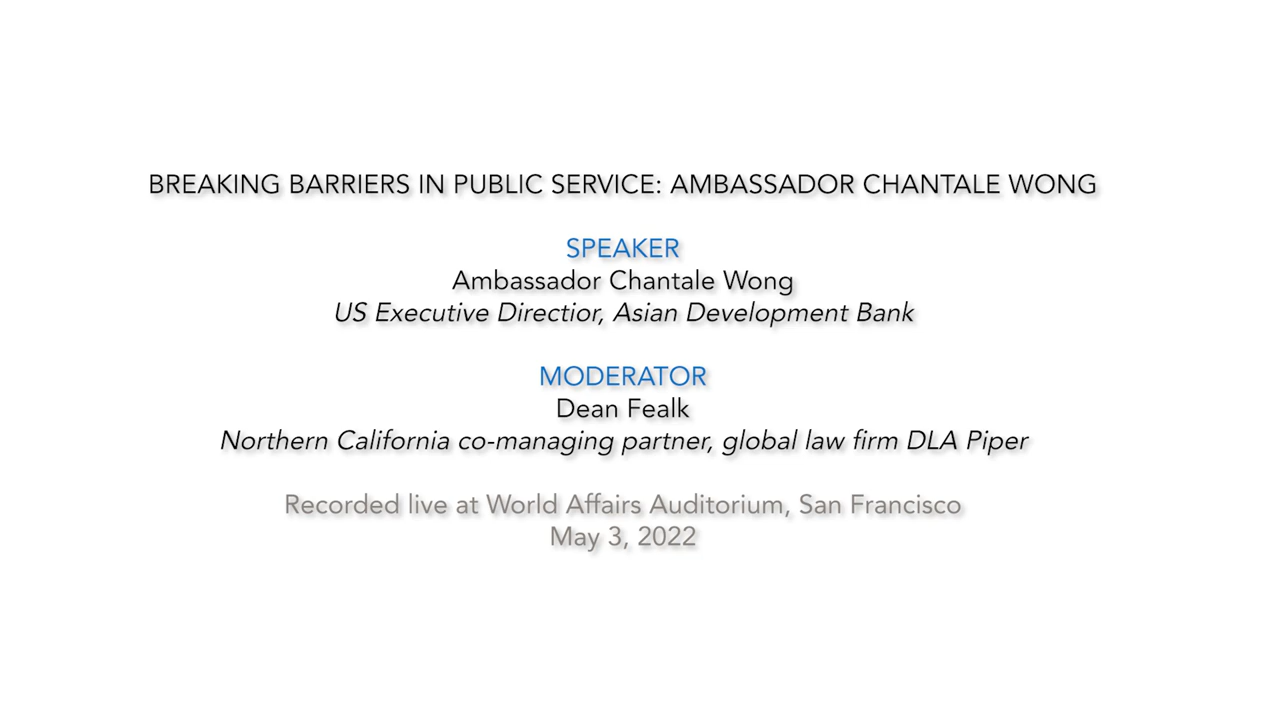 BREAKING BARRIERS IN PUBLIC SERVICE: AMBASSADOR CHANTALE WONG
SPEAKER
Ambassador Chantale Wong
US Executive Directior, Asian Development Bank
MODERATOR
Dean Fealk
Northern California co-managing partner, global law firm DLA Piper
Recorded live at World Affairs Auditorium, San Francisco
May 3, 2022